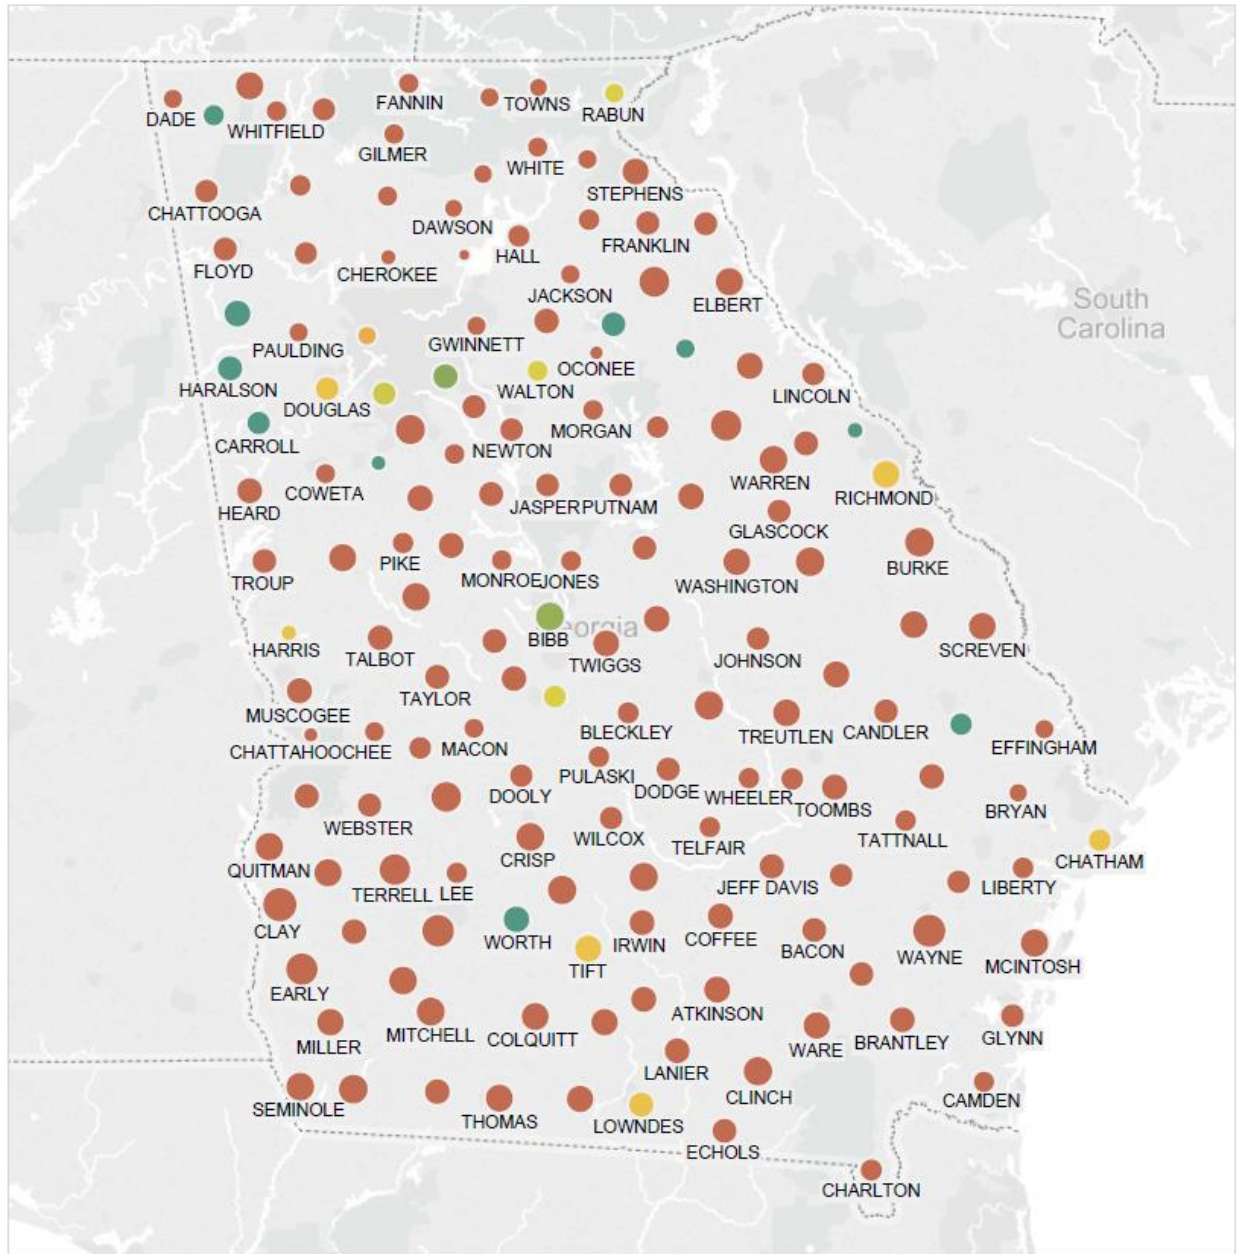 FANNIN
TOWNS
RABUN
DADE
WHITFIELD
GILMER
WHITE
STEPHENS
CHATTOOGA
DAWSON
FRANKLIN
HALL
FLOYD
CHEROKEE
JACKSON
ELBERT
South
Carolina
GWINNETT
PAULDING
OCONEE
HARALSON
WALTON
LINCOLN
DOUGLAS
MORGAN
CARROLL
NEWTON
WARREN
COWETA
RICHMOND
HEARD
JASPER
PUTNAM
GLASCOCK
PIKE
BURKE
TROUP
MONROE
JONES
WASHINGTON
Georgia
BIBB
HARRIS
TALBOT
TWIGGS
JOHNSON
SCREVEN
TAYLOR
MUSCOGEE
BLECKLEY
TREUTLEN
CANDLER
CHATTAHOOCHEE
MACON
EFFINGHAM
PULASKI
DODGE
DOOLY
WHEELER
TOOMBS
BRYAN
WEBSTER
WILCOX
TATTNALL
TELFAIR
CRISP
CHATHAM
QUITMAN
TERRELL
LEE
JEFF DAVIS
LIBERTY
CLAY
WORTH
IRWIN
COFFEE
BACON
WAYNE
MCINTOSH
TIFT
EARLY
ATKINSON
MITCHELL
COLQUITT
GLYNN
MILLER
WARE
BRANTLEY
LANIER
CLINCH
CAMDEN
SEMINOLE
THOMAS
LOWNDES
ECHOLS
CHARLTON